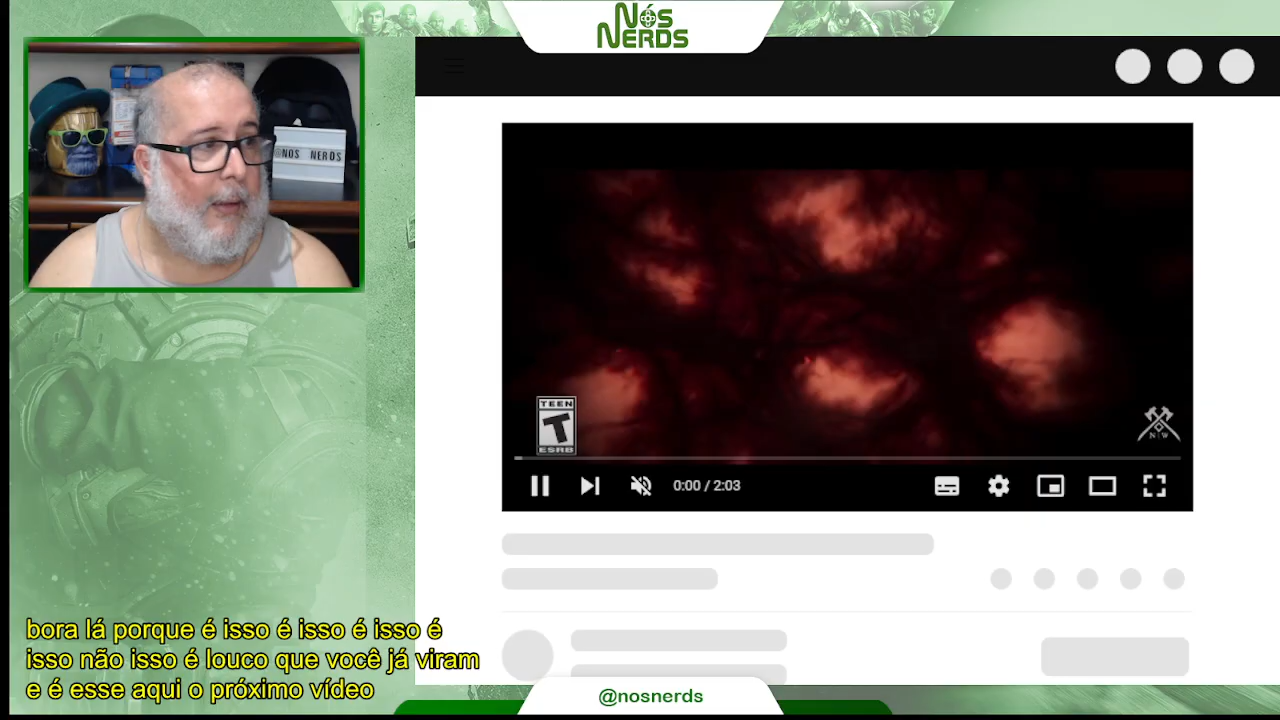 NÓS
NERDS
@NOS NERDS
TEEN
T
ESRB
N W
0:00 / 2:03
bora lá porque é isso é isso é isso é
isso não isso é louco que você já viram
e é esse aqui o próximo vídeo
@nosnerds